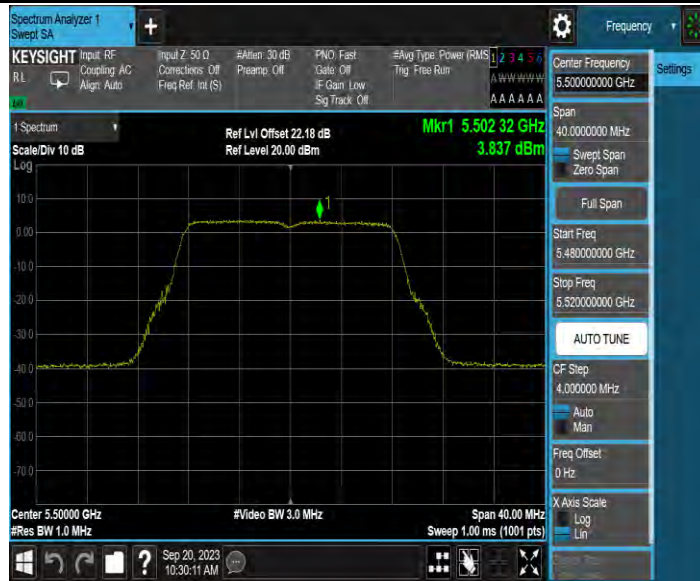 Spectrum Analyzer 1
Swept SA
+
Frequency
KEYSIGHT
RL
Input: RF
Coupling: AC
Align: Auto
Input Z: 50 Ω
Corrections: Off
Freq Ref: Int (S)
#Atten: 30 dB
Preamp: Off
PNO: Fast
Gate: Off
IF Gain: Low
Sig Track: Off
#Avg Type: Power (RMS
Trig: Free Run
1 2 3 4 5 6
A W W W W W
A A A A A A
1 Spectrum
Scale/Div 10 dB
Log
Ref Lvl Offset 22.18 dB
Ref Level 20.00 dBm
Mkr1 5.502 32 GHz
3.837 dBm
1
10.0
0.00
-10.0
-20.0
-30.0
-40.0
-50.0
-60.0
-70.0
Center 5.50000 GHz
#Res BW 1.0 MHz
#Video BW 3.0 MHz
Span 40.00 MHz
Sweep 1.00 ms (1001 pts)
?
Sep 20, 2023
10:30:11 AM
Center Frequency
5.500000000 GHz
Settings
Span
40.0000000 MHz
Swept Span
Zero Span
Full Span
Start Freq
5.480000000 GHz
Stop Freq
5.520000000 GHz
AUTO TUNE
CF Step
4.000000 MHz
Auto
Man
Freq Offset
0 Hz
X Axis Scale
Log
Lin